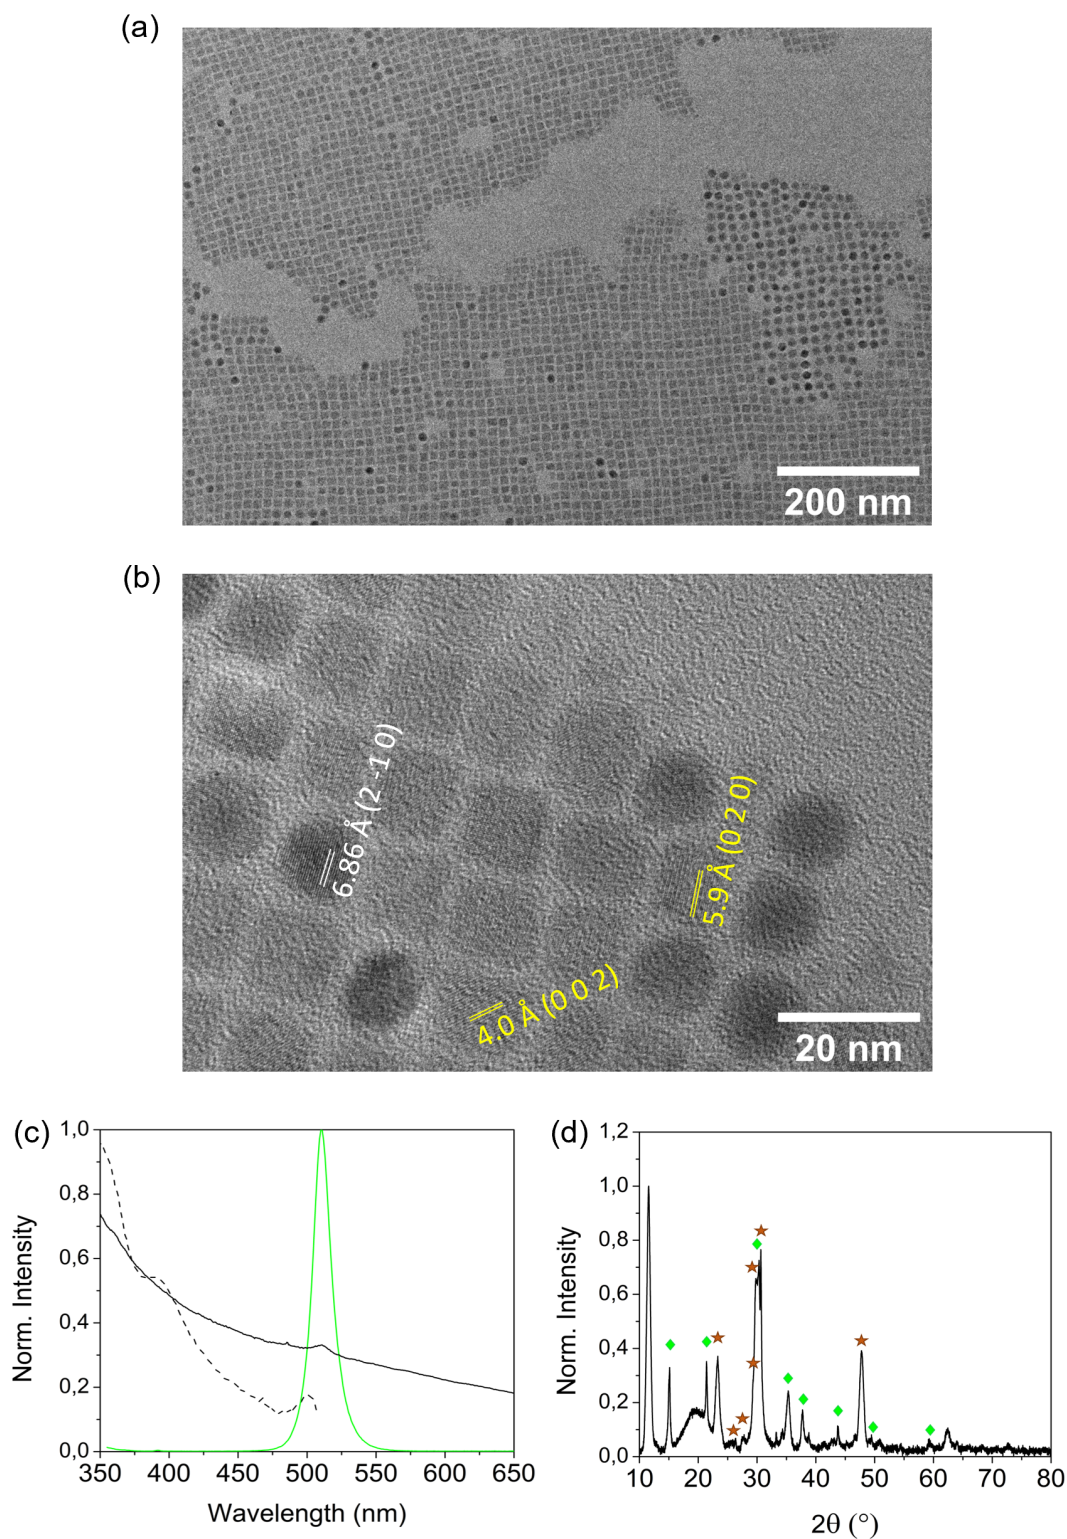 (a)
200 nm
(b)
6.86 Å (2 -1 0)
5.9 Å (0 2 0)
4.0 Å (0 0 2)
20 nm
(c)
1,0
0,8
0,6
0,4
0,2
0,0
Norm. Intensity
350 400 450 500 550 600 650
Wavelength (nm)
(d)
1,2
1,0
0,8
0,6
0,4
0,2
0,0
Norm. Intensity
10 20 30 40 50 60 70 80
2θ (°)